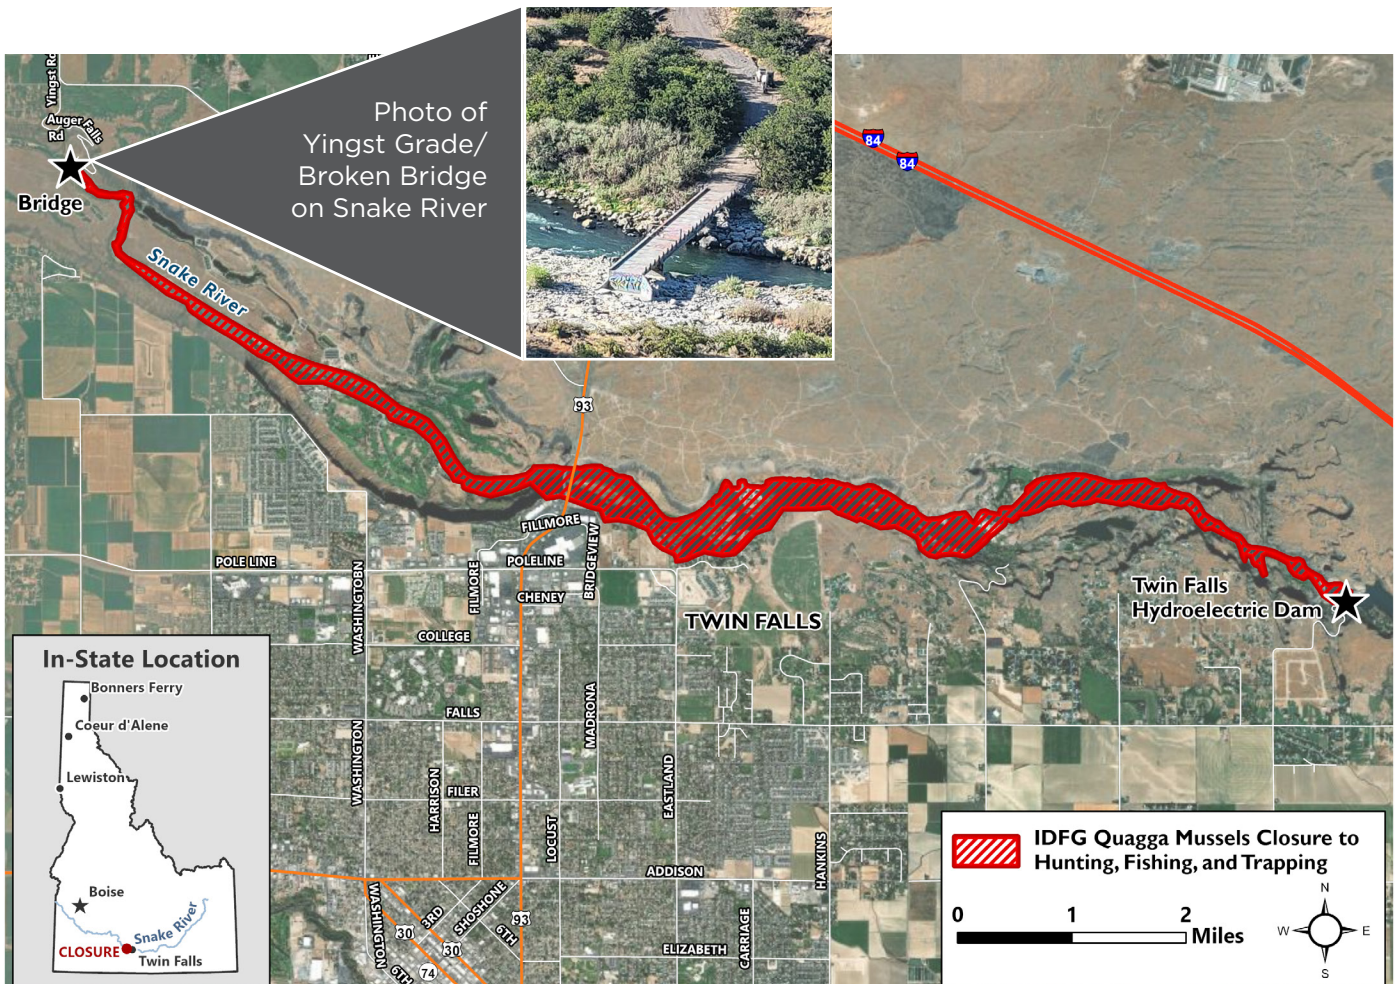 Photo of
Yingst Grade/
Broken Bridge
on Snake River
Yingst Rd
Auger Falls
Rd
Bridge
Snake River
84
84
93
FILLMORE
POLE LINE
POLELINE
BRIDGEVIEW
WASHINGTOBN
FILMORE
CHENEY
COLLEGE
TWIN FALLS
Twin Falls
Hydroelectric Dam
FALLS
MADRONA
WASHINGTON
HARRISON
FILER
FILMORE
LOCUST
EASTLAND
HANKINS
ADDISON
WASHINGTON
3RD
SHOSHONE
6TH
93
30
30
74
6TH
ELIZABETH
CARRIAGE
In-State Location
Bonners Ferry
Coeur d'Alene
Lewiston
Boise
Snake River
CLOSURE
Twin Falls
IDFG Quagga Mussels Closure to
Hunting, Fishing, and Trapping
0 1 2
Miles
N
W E
S